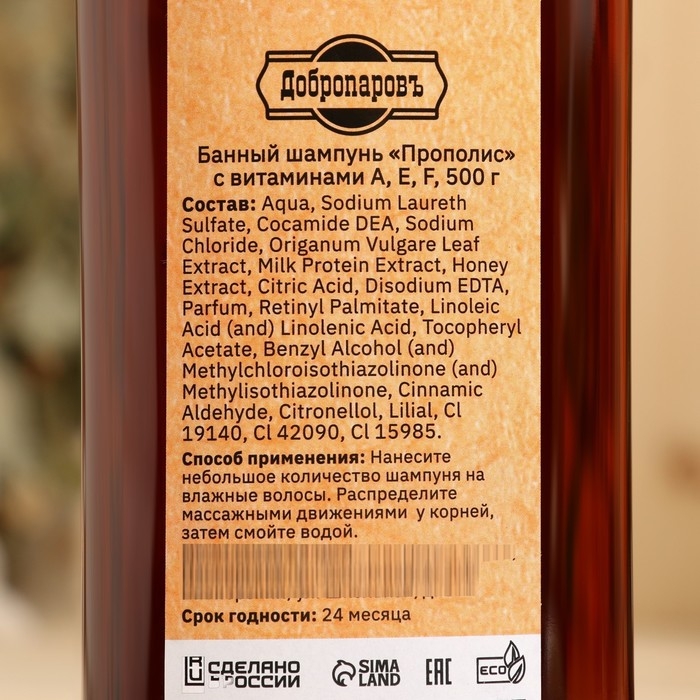 Добропаровъ
Банный шампунь «Прополис»
с витаминами А, Е, F, 500 г
Состав: Aqua, Sodium Laureth
Sulfate, Cocamide DEA, Sodium
Chloride, Origanum Vulgare Leaf
Extract, Milk Protein Extract, Honey
Extract, Citric Acid, Disodium EDTA,
Parfum, Retinyl Palmitate, Linoleic
Acid (and) Linolenic Acid, Tocopheryl
Acetate, Benzyl Alcohol (and)
Methylchloroisothiazolinone (and)
Methylisothiazolinone, Cinnamic
Aldehyde, Citronellol, Lilial, Cl
19140, Cl 42090, Cl 15985.
Способ применения: Нанесите
небольшое количество шампуня на
влажные волосы. Распределите
массажными движениями у корней,
затем смойте водой.
Срок годности: 24 месяца
СДЕЛАНО
В РОССИИ
SIMA
LAND
EAC
ECO